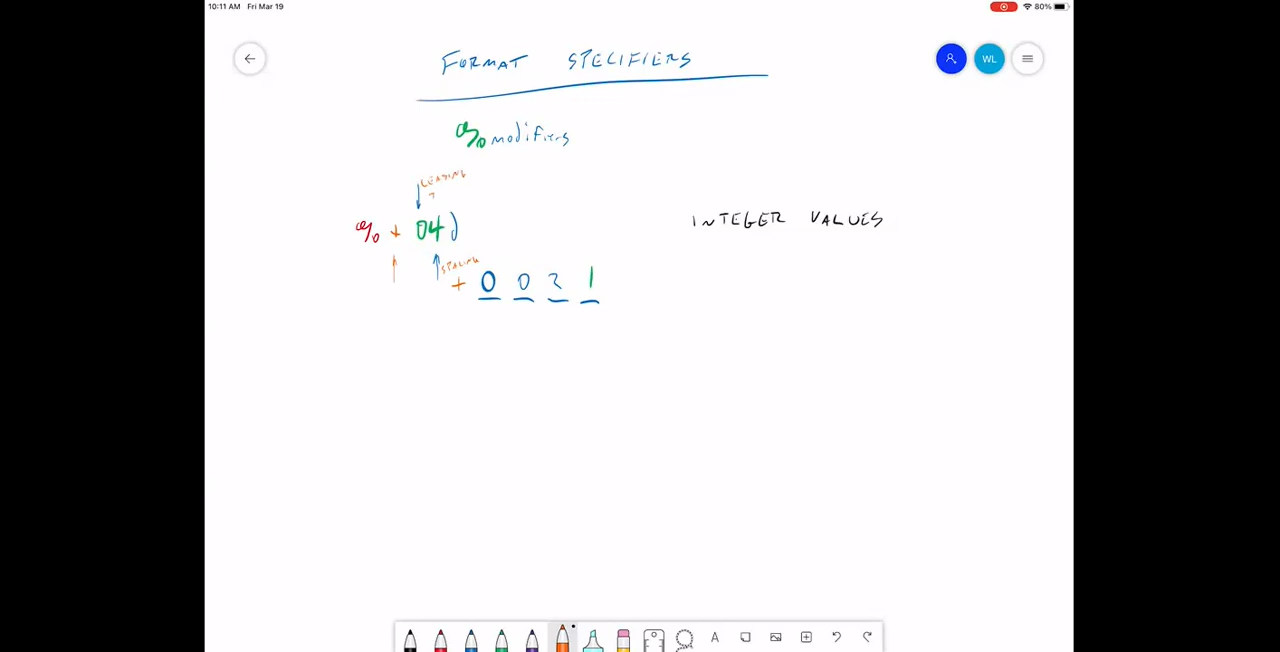 10:11 AM Fri Mar 19
80%
FORMAT SPECIFIERS
WL
% modifiers
LEADING
?
INTEGER VALUES
% + 04d
SPACING
+ 0 0 2 1
A